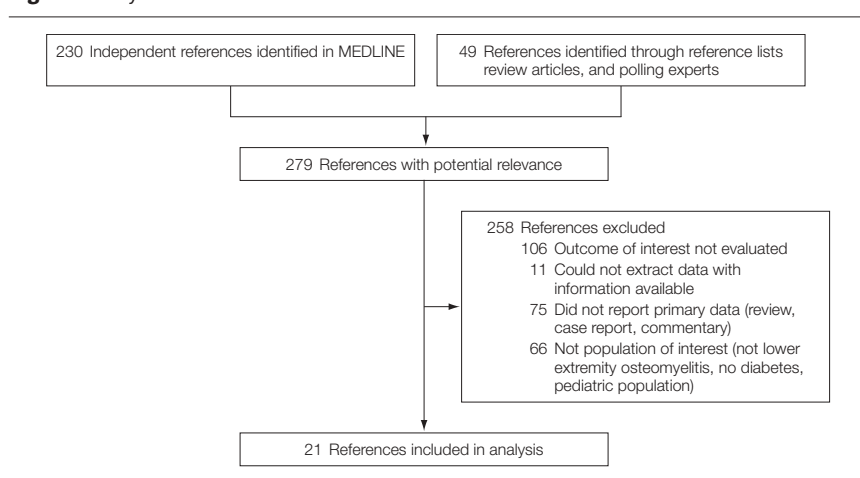 230 Independent references identified in MEDLINE
49 References identified through reference lists
review articles, and polling experts
279 References with potential relevance
258 References excluded
106 Outcome of interest not evaluated
11 Could not extract data with
information available
75 Did not report primary data (review,
case report, commentary)
66 Not population of interest (not lower
extremity osteomyelitis, no diabetes,
pediatric population)
21 References included in analysis